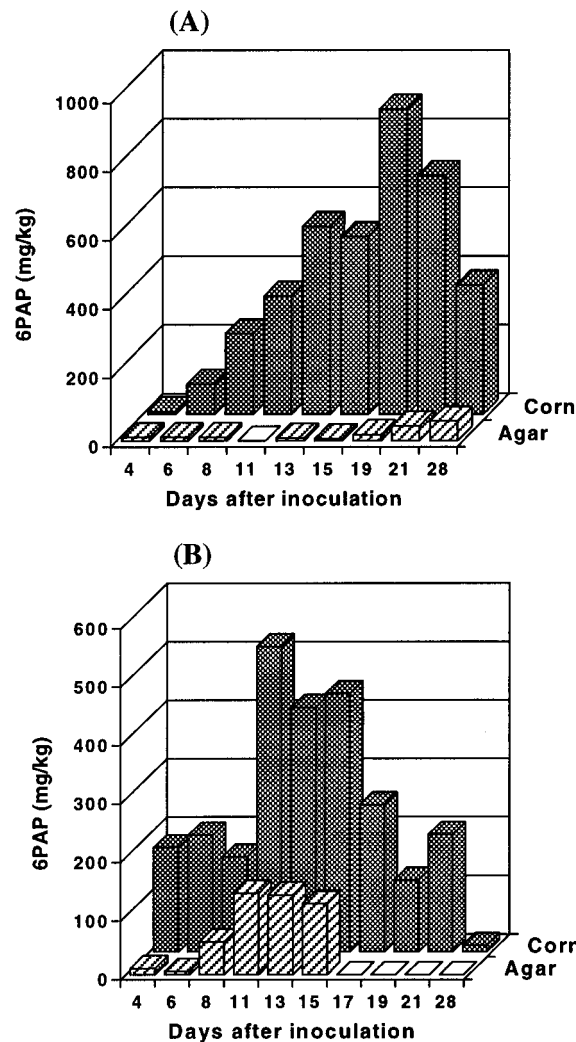 (A)
1000
800
600
400
200
0
6PAP (mg/kg)
Corn
Agar
4 6 8 11 13 15 19 21 28
Days after inoculation
(B)
600
500
400
300
200
100
0
6PAP (mg/kg)
Corn
Agar
4 6 8 11 13 15 17 19 21 28
Days after inoculation